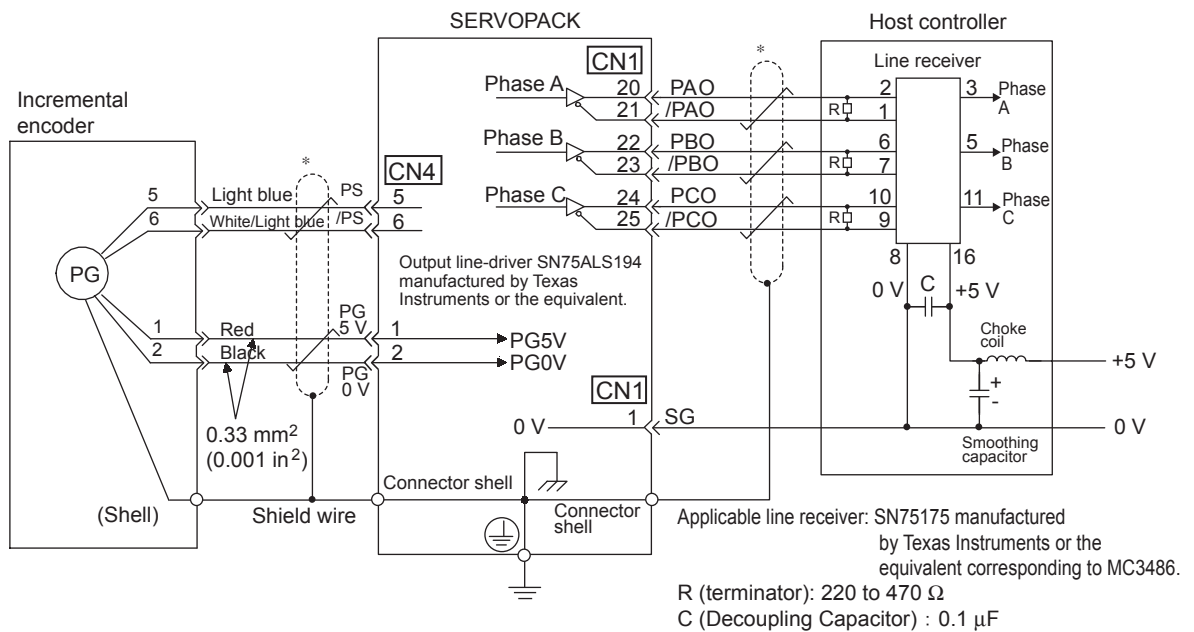 SERVOPACK
Host controller
Incremental
encoder
PG
5
6
1
2
Light blue
White/Light blue
Red
Black
*
PS
/PS
PG
5 V
PG
0 V
0.33 mm²
(0.001 in²)
(Shell)
Shield wire
CN4
5
6
1
2
PG5V
PG0V
Phase A
Phase B
Phase C
CN1
20
21
22
23
24
25
Output line-driver SN75ALS194
manufactured by Texas
Instruments or the equivalent.
CN1
0 V
1
SG
Connector shell
Connector
shell
PAO
/PAO
PBO
/PBO
PCO
/PCO
*
Line receiver
R
R
R
2
1
6
7
10
9
3
5
11
Phase
A
Phase
B
Phase
C
8
16
0 V
C
+5 V
Choke
coil
+5 V
+
-
0 V
Smoothing
capacitor
Applicable line receiver: SN75175 manufactured
by Texas Instruments or the
equivalent corresponding to MC3486.
R (terminator): 220 to 470 Ω
C (Decoupling Capacitor) : 0.1 μF